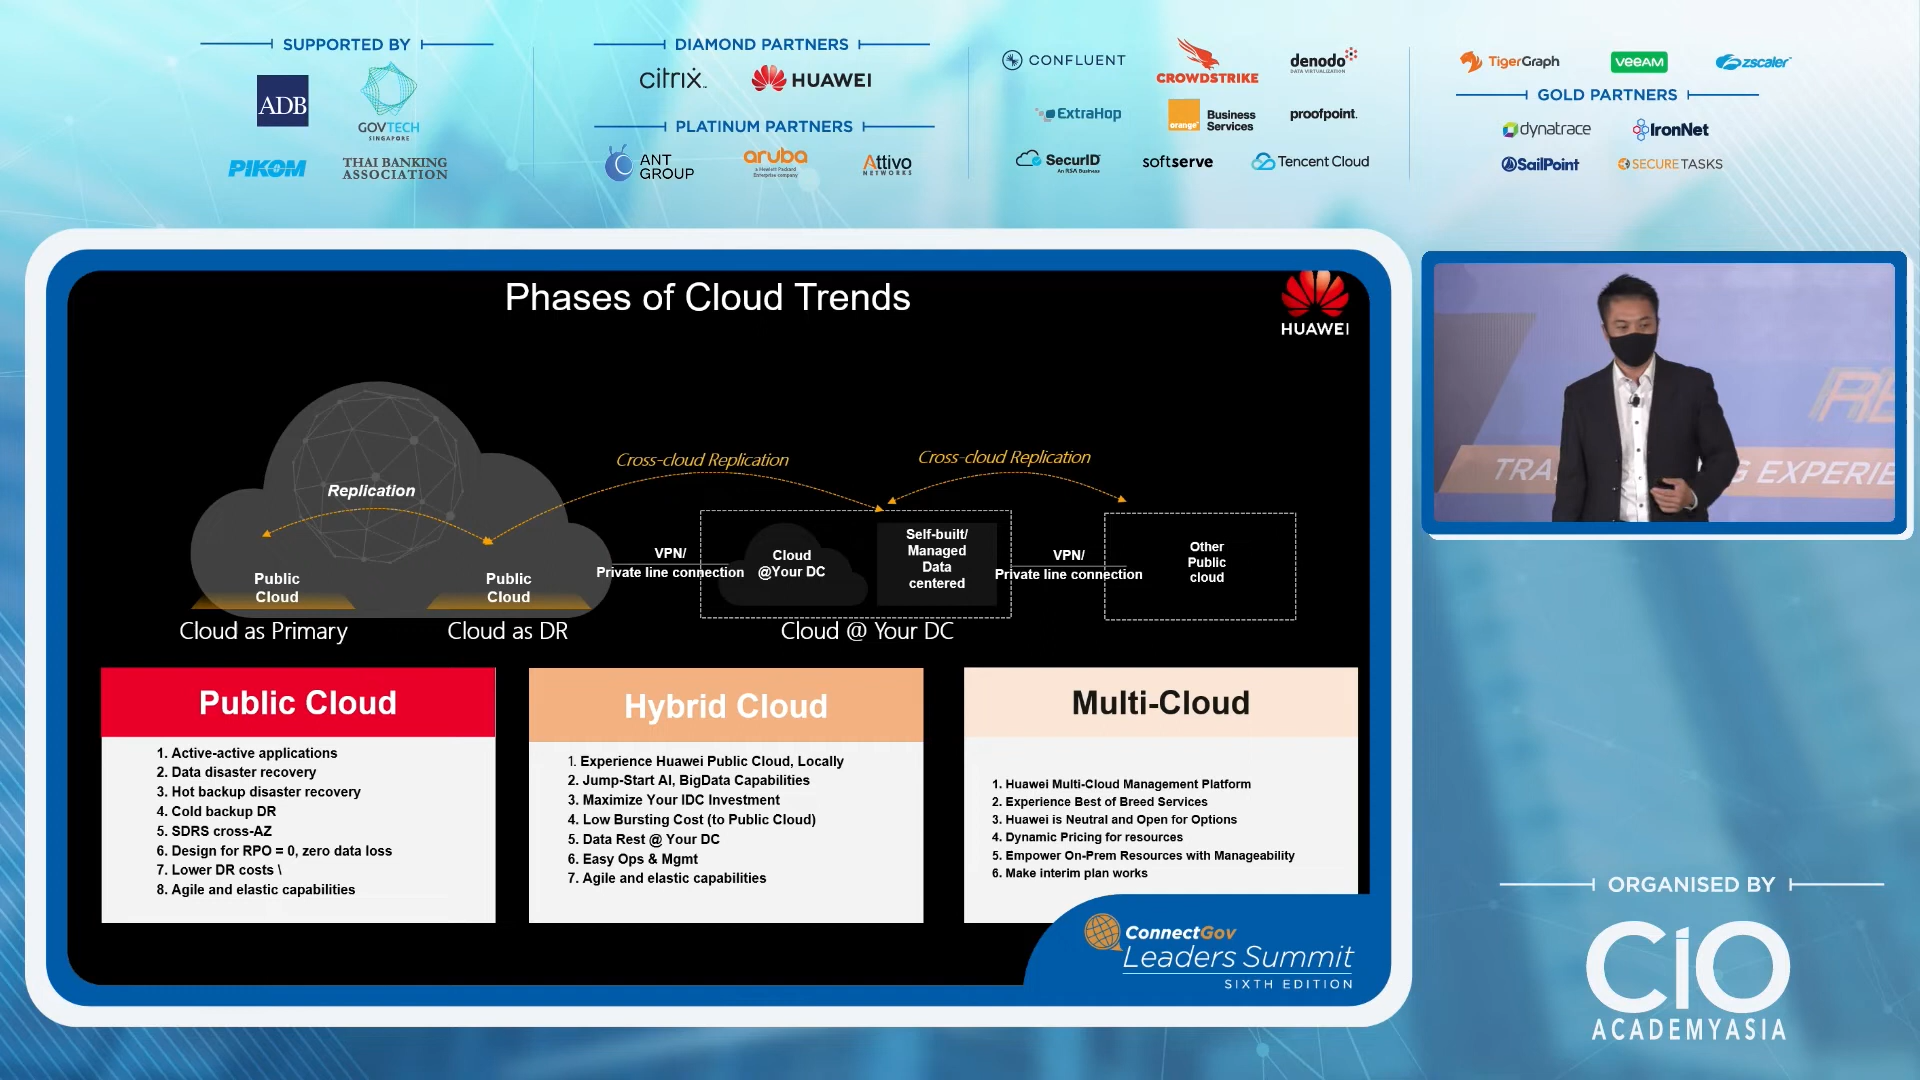 SUPPORTED BY
ADB
GOVTECH
SINGAPORE
PIKOM
THAI BANKING
ASSOCIATION
DIAMOND PARTNERS
citrix
HUAWEI
PLATINUM PARTNERS
ANT
GROUP
aruba
a Hewlett Packard
Enterprise company
Attivo
NETWORKS
CONFLUENT
CROWDSTRIKE
denodo
DATA VIRTUALIZATION
ExtraHop
orange
Business
Services
proofpoint.
SecurID
An RSA Business
softserve
Tencent Cloud
TigerGraph
veeam
zscaler
GOLD PARTNERS
dynatrace
IronNet
SailPoint
SECURETASKS
Phases of Cloud Trends
HUAWEI
Replication
Cross-cloud Replication
Cross-cloud Replication
Public
Cloud
Public
Cloud
VPN/
Private line connection
Cloud
@Your DC
Self-built/
Managed
Data
centered
VPN/
Private line connection
Other
Public
cloud
Cloud as Primary
Cloud as DR
Cloud @ Your DC
Public Cloud
1. Active-active applications
2. Data disaster recovery
3. Hot backup disaster recovery
4. Cold backup DR
5. SDRS cross-AZ
6. Design for RPO = 0, zero data loss
7. Lower DR costs \
8. Agile and elastic capabilities
Hybrid Cloud
1. Experience Huawei Public Cloud, Locally
2. Jump-Start AI, BigData Capabilities
3. Maximize Your IDC Investment
4. Low Bursting Cost (to Public Cloud)
5. Data Rest @ Your DC
6. Easy Ops & Mgmt
7. Agile and elastic capabilities
Multi-Cloud
1. Huawei Multi-Cloud Management Platform
2. Experience Best of Breed Services
3. Huawei is Neutral and Open for Options
4. Dynamic Pricing for resources
5. Empower On-Prem Resources with Manageability
6. Make interim plan works
ConnectGov
Leaders Summit
SIXTH EDITION
RE
TRA G EXPERIE
ORGANISED BY
CIO
ACADEMYASIA